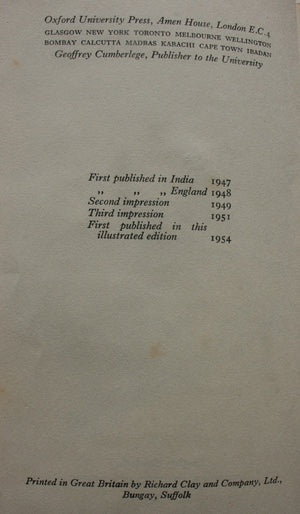 Oxford University Press, Amen House, London E.C.4
GLASGOW NEW YORK TORONTO MELBOURNE WELLINGTON
BOMBAY CALCUTTA MADRAS KARACHI CAPE TOWN IBADAN
Geoffrey Cumberlege, Publisher to the University
First published in India 1947
„ „ „ England 1948
Second impression 1949
Third impression 1951
First published in this
illustrated edition 1954
Printed in Great Britain by Richard Clay and Company, Ltd.,
Bungay, Suffolk